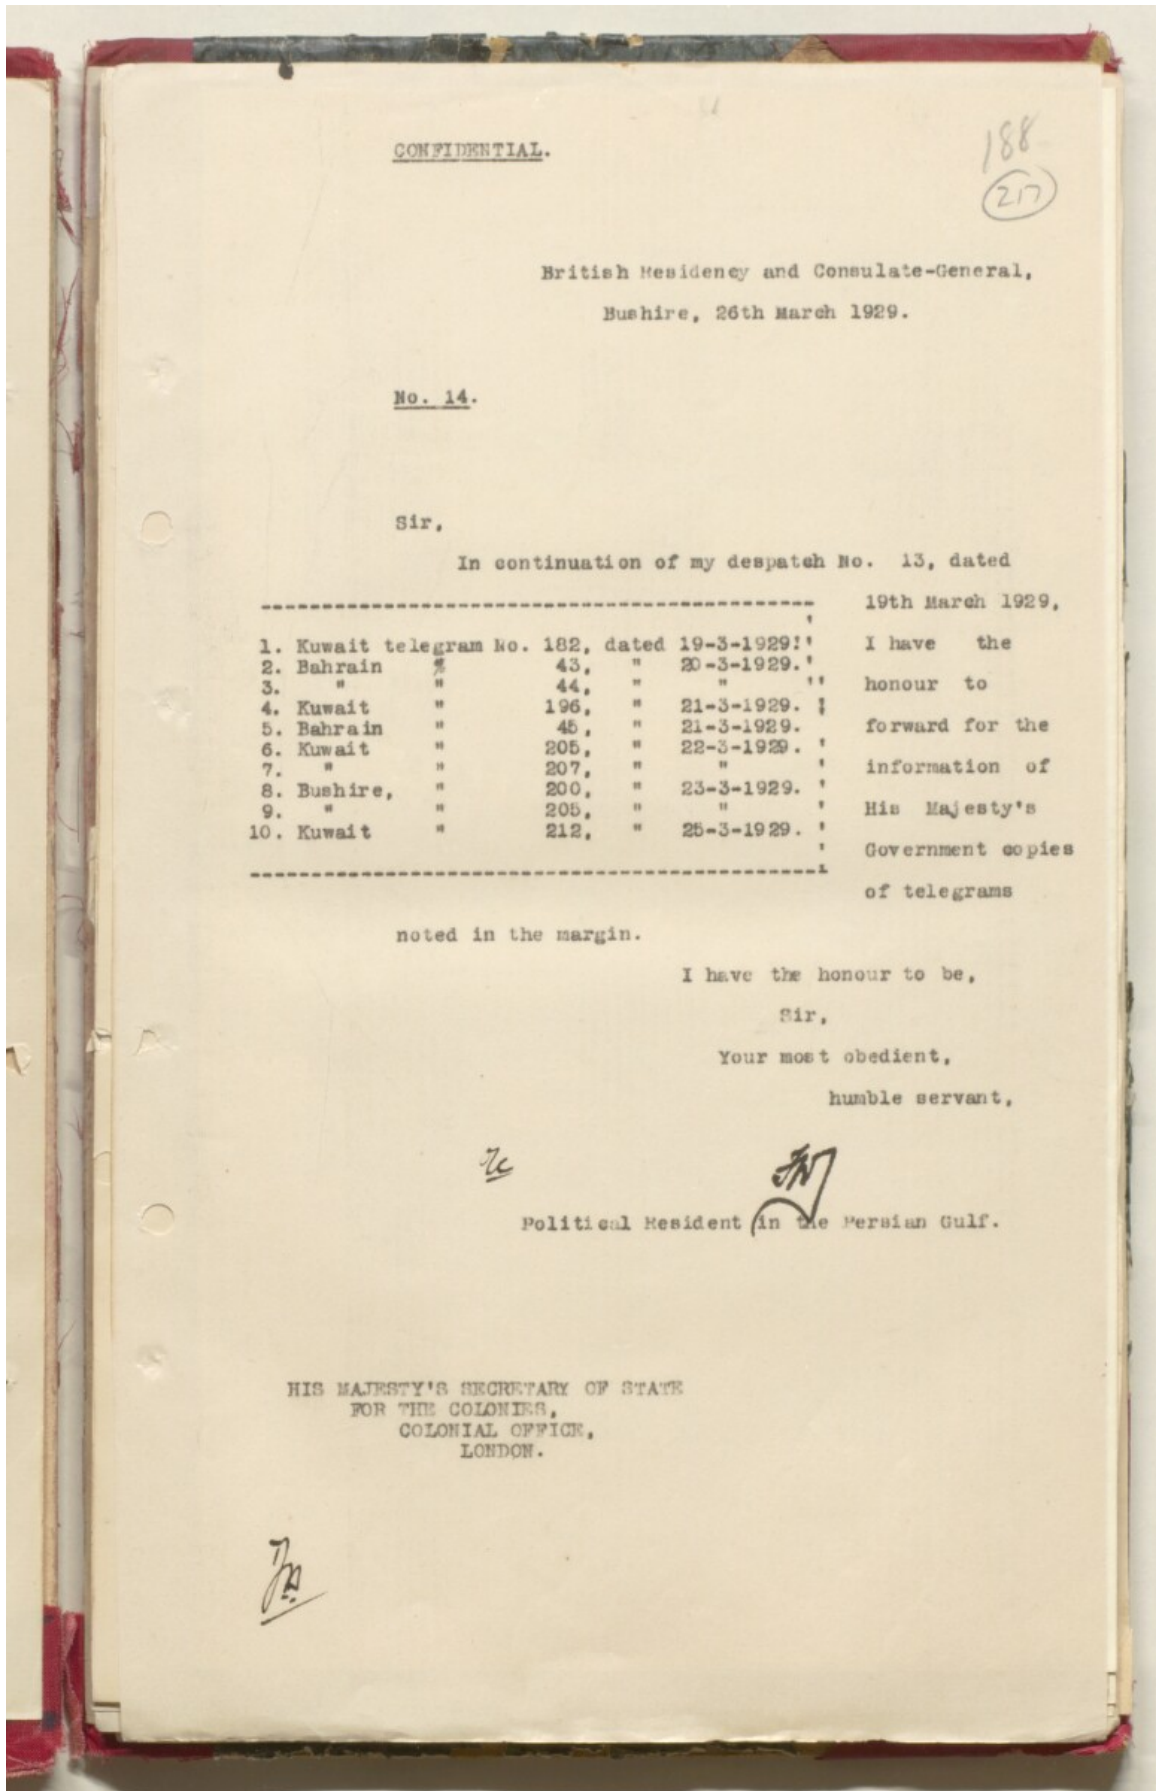 CONFIDENTIAL.
188
217
British Residency and Consulate-General,
Bushire, 26th March 1929.
No. 14.
Sir,
In continuation of my despatch No. 13, dated
19th March 1929,
1. Kuwait telegram No. 182, dated 19-3-1929. I have the
2. Bahrain " 43, " 20-3-1929.
3. " " 44, " " honour to
4. Kuwait " 196, " 21-3-1929.
5. Bahrain " 45, " 21-3-1929. forward for the
6. Kuwait " 205, " 22-3-1929.
7. " " 207, " " information of
8. Bushire, " 200, " 23-3-1929.
9. " " 205, " " His Majesty's
10. Kuwait " 212, " 25-3-1929.
Government copies
of telegrams
noted in the margin.
I have the honour to be,
Sir,
Your most obedient,
humble servant,
Political Resident in the Persian Gulf.
HIS MAJESTY'S SECRETARY OF STATE
FOR THE COLONIES,
COLONIAL OFFICE,
LONDON.